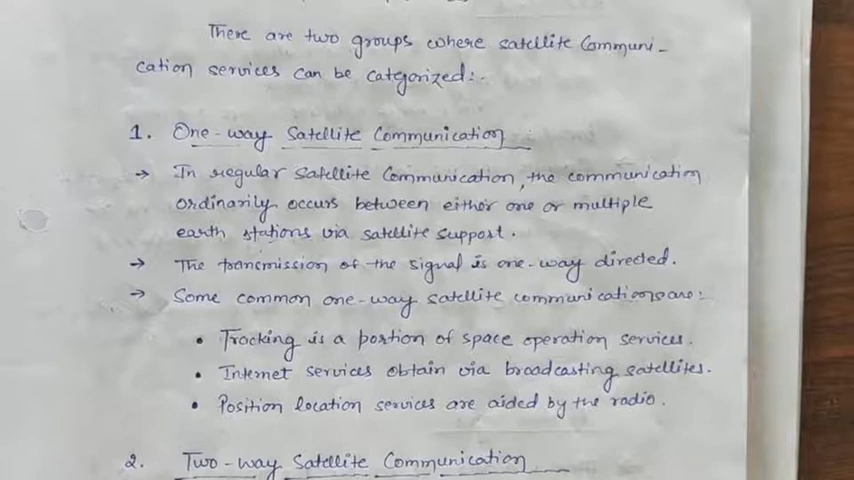 There are two groups where satellite Communi-
cation services can be categorized:-
1. One-way Satellite Communication
→ In regular satellite Communication, the communication
ordinarily occurs between either one or multiple
earth stations via satellite support.
→ The transmission of the signal is one-way directed.
→ Some common one-way satellite communications are:
• Tracking is a portion of space operation services.
• Internet services obtain via broadcasting satellites.
• Position location services are aided by the radio.
2. Two-way Satellite Communication